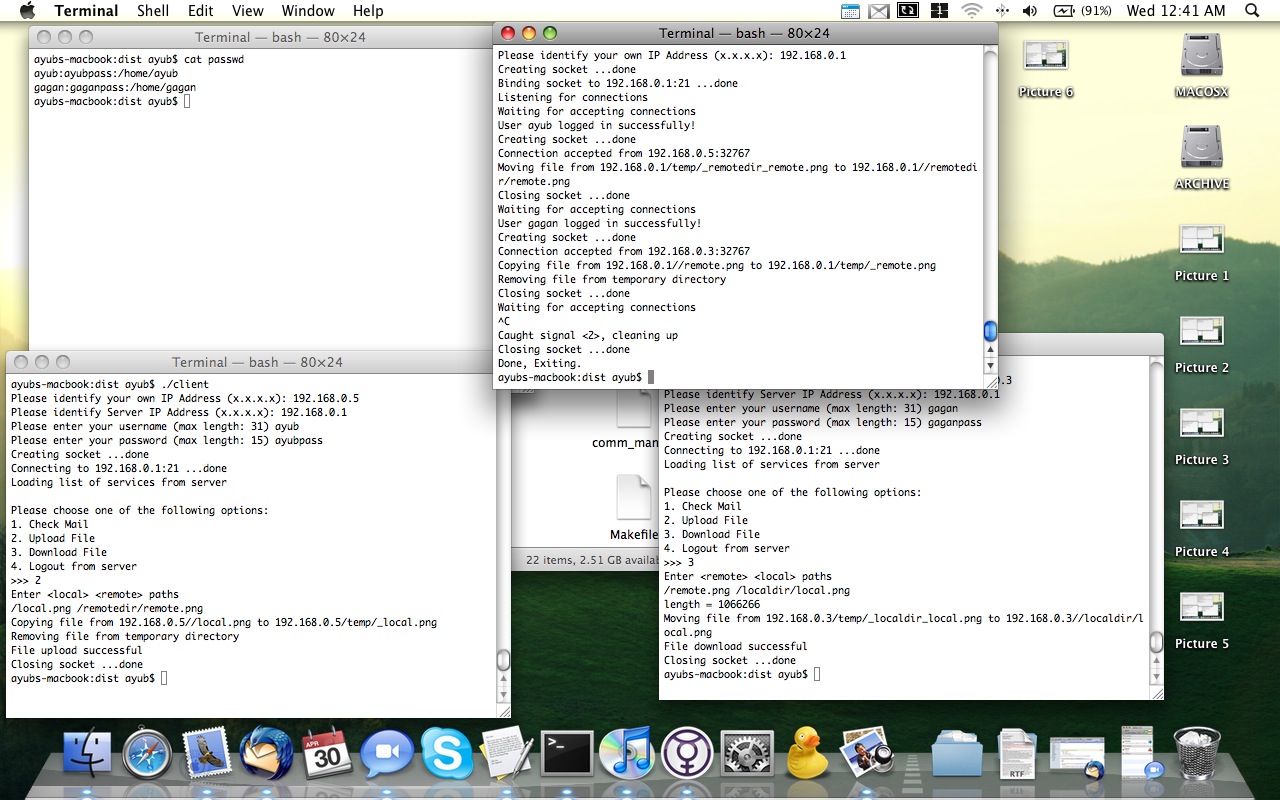 Terminal Shell Edit View Window Help (91%) Wed 12:41 AM
Terminal — bash — 80×24
ayubs-macbook:dist ayub$ cat passwd
ayub:ayubpass:/home/ayub
gagan:gaganpass:/home/gagan
ayubs-macbook:dist ayub$
Terminal — bash — 80×24
Please identify your own IP Address (x.x.x.x): 192.168.0.1
Creating socket ...done
Binding socket to 192.168.0.1:21 ...done
Listening for connections
Waiting for accepting connections
User ayub logged in successfully!
Creating socket ...done
Connection accepted from 192.168.0.5:32767
Moving file from 192.168.0.1/temp/_remotedir_remote.png to 192.168.0.1//remotedi
r/remote.png
Closing socket ...done
Waiting for accepting connections
User gagan logged in successfully!
Creating socket ...done
Connection accepted from 192.168.0.3:32767
Copying file from 192.168.0.1//remote.png to 192.168.0.1/temp/_remote.png
Removing file from temporary directory
Closing socket ...done
Waiting for accepting connections
^C
Caught signal <2>, cleaning up
Closing socket ...done
Done, Exiting.
ayubs-macbook:dist ayub$
Terminal — bash — 80×24
ayubs-macbook:dist ayub$ ./client
Please identify your own IP Address (x.x.x.x): 192.168.0.5
Please identify Server IP Address (x.x.x.x): 192.168.0.1
Please enter your username (max length: 31) ayub
Please enter your password (max length: 15) ayubpass
Creating socket ...done
Connecting to 192.168.0.1:21 ...done
Loading list of services from server
Please choose one of the following options:
1. Check Mail
2. Upload File
3. Download File
4. Logout from server
>>> 2
Enter <local> <remote> paths
/local.png /remotedir/remote.png
Copying file from 192.168.0.5//local.png to 192.168.0.5/temp/_local.png
Removing file from temporary directory
File upload successful
Closing socket ...done
ayubs-macbook:dist ayub$
comm_man
Makefile
22 items, 2.51 GB availa
.3
Please identify Server IP Address (x.x.x.x): 192.168.0.1
Please enter your username (max length: 31) gagan
Please enter your password (max length: 15) gaganpass
Creating socket ...done
Connecting to 192.168.0.1:21 ...done
Loading list of services from server
Please choose one of the following options:
1. Check Mail
2. Upload File
3. Download File
4. Logout from server
>>> 3
Enter <remote> <local> paths
/remote.png /localdir/local.png
length = 1066266
Moving file from 192.168.0.3/temp/_localdir_local.png to 192.168.0.3//localdir/l
ocal.png
File download successful
Closing socket ...done
ayubs-macbook:dist ayub$
Picture 6
MACOSX
ARCHIVE
Picture 1
Picture 2
Picture 3
Picture 4
Picture 5
APR
30
>_
RTF